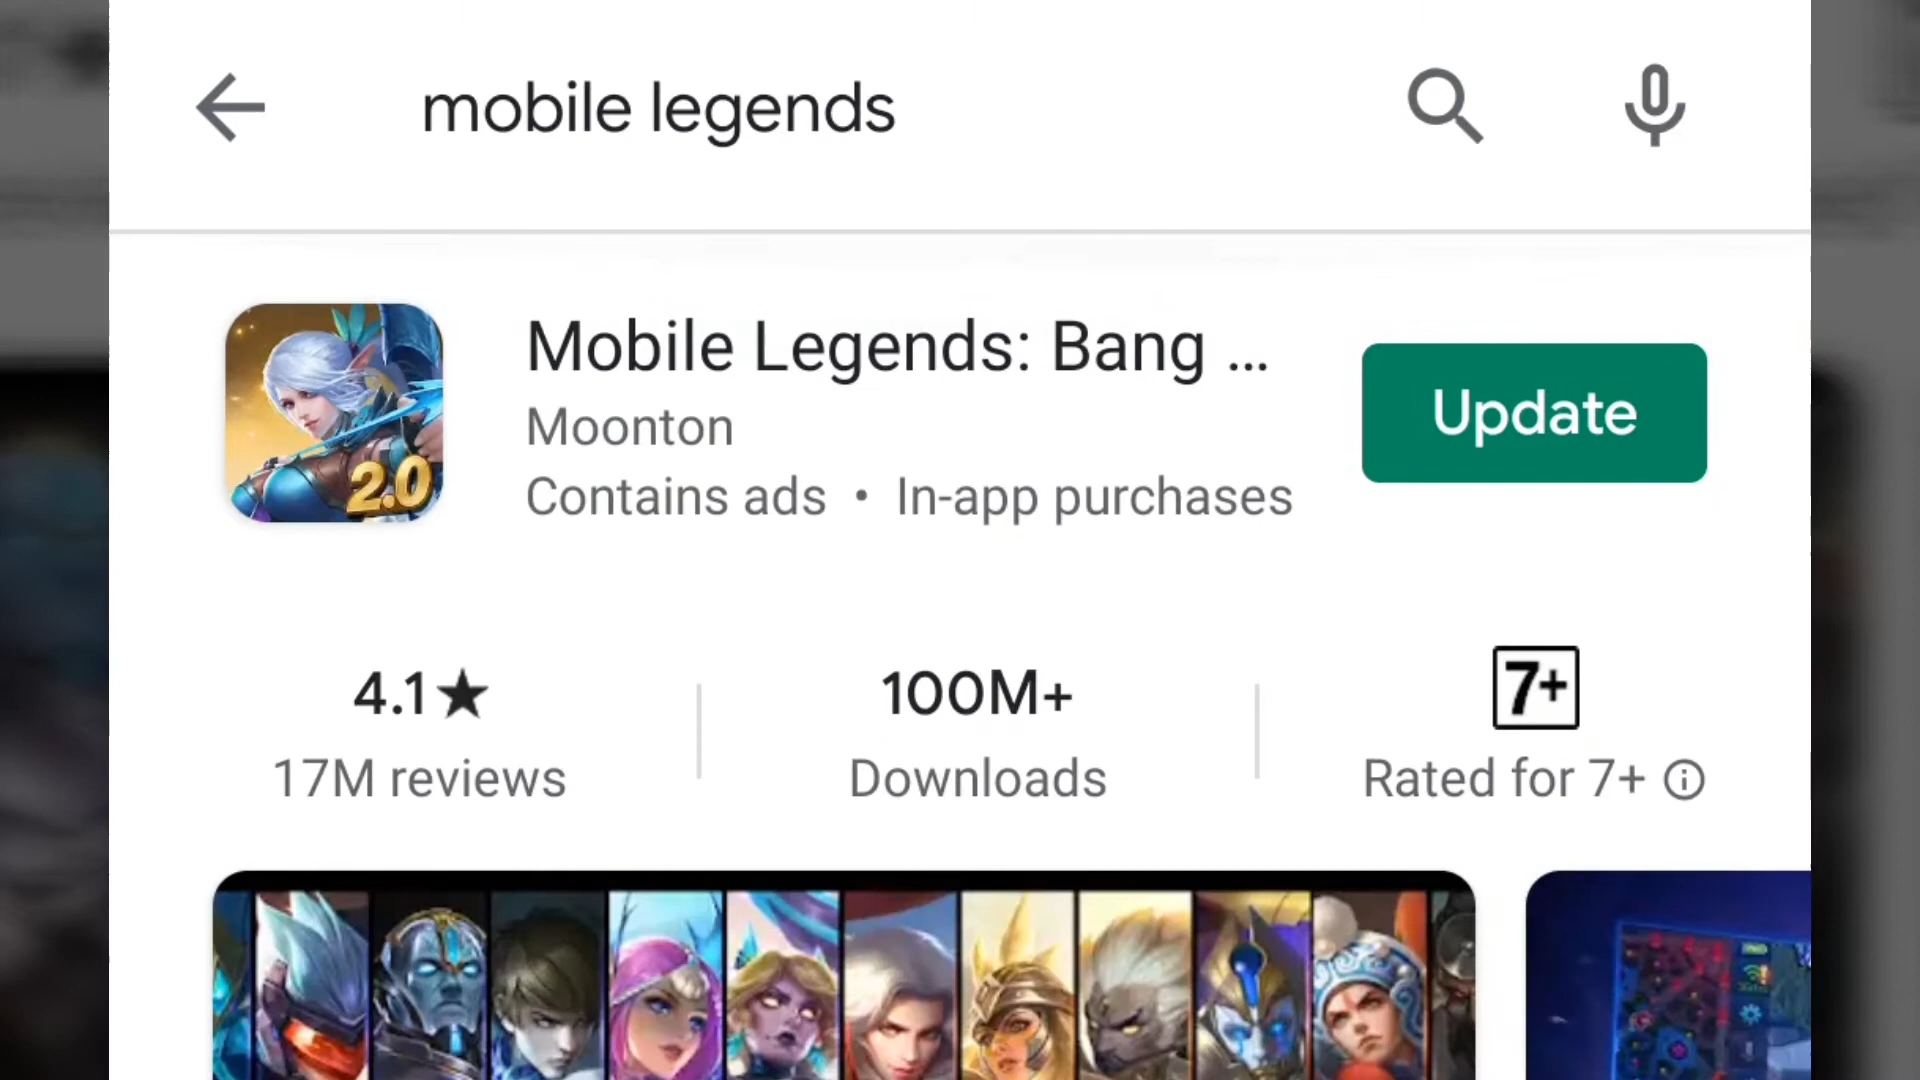 mobile legends
Mobile Legends: Bang ...
Moonton
Contains ads • In-app purchases
Update
2.0
4.1★
17M reviews
100M+
Downloads
7+
Rated for 7+